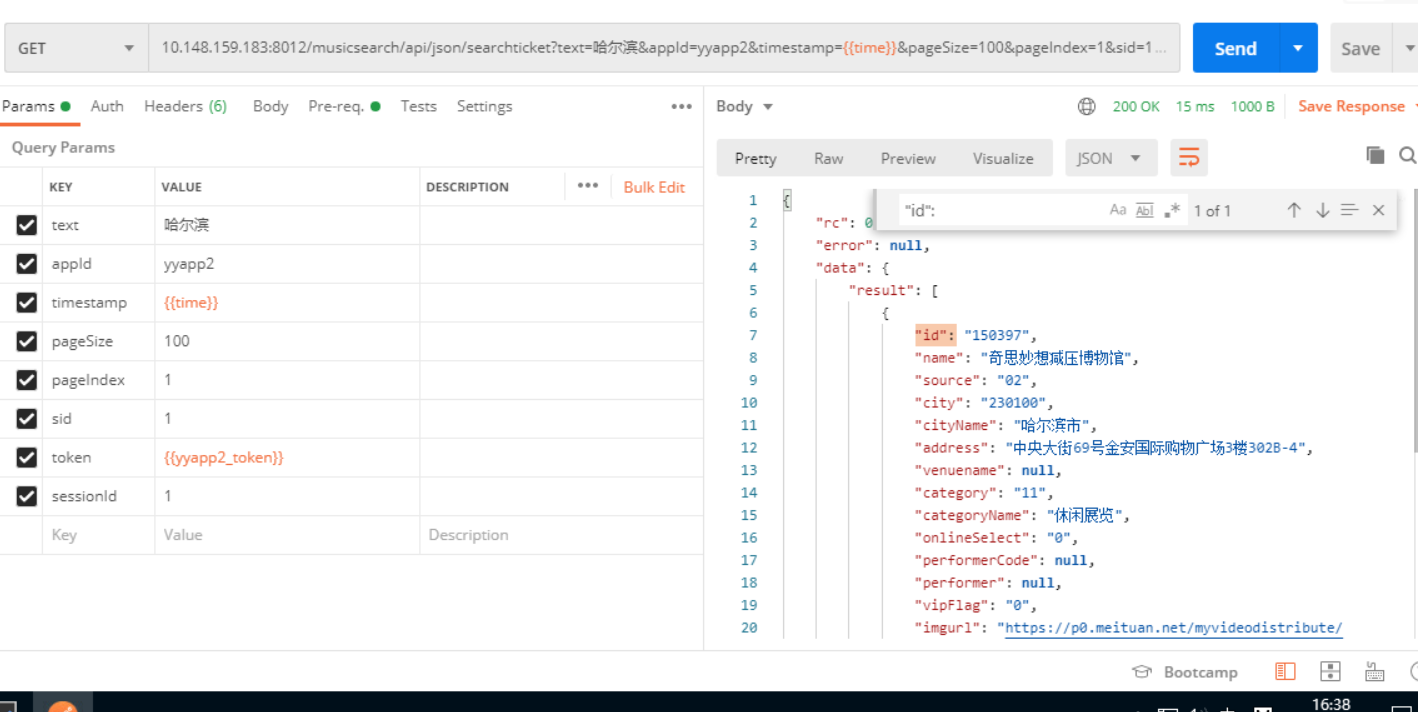 GET 10.148.159.183:8012/musicsearch/api/json/searchticket?text=哈尔滨&appId=yyapp2&timestamp={{time}}&pageSize=100&pageIndex=1&sid=1... Send Save
Params Auth Headers (6) Body Pre-req. Tests Settings
Query Params
KEY VALUE DESCRIPTION Bulk Edit
text 哈尔滨
appId yyapp2
timestamp {{time}}
pageSize 100
pageIndex 1
sid 1
token {{yyapp2_token}}
sessionId 1
Key Value Description
Body 200 OK 15 ms 1000 B Save Response
Pretty Raw Preview Visualize JSON
"id": Aa Abl .* 1 of 1
1 {
2 "rc": 0
3 "error": null,
4 "data": {
5 "result": [
6 {
7 "id": "150397",
8 "name": "奇思妙想减压博物馆",
9 "source": "02",
10 "city": "230100",
11 "cityName": "哈尔滨市",
12 "address": "中央大街69号金安国际购物广场3楼302B-4",
13 "venuename": null,
14 "category": "11",
15 "categoryName": "休闲展览",
16 "onlineSelect": "0",
17 "performerCode": null,
18 "performer": null,
19 "vipFlag": "0",
20 "imgurl": "https://p0.meituan.net/myvideodistribute/
Bootcamp
16:38